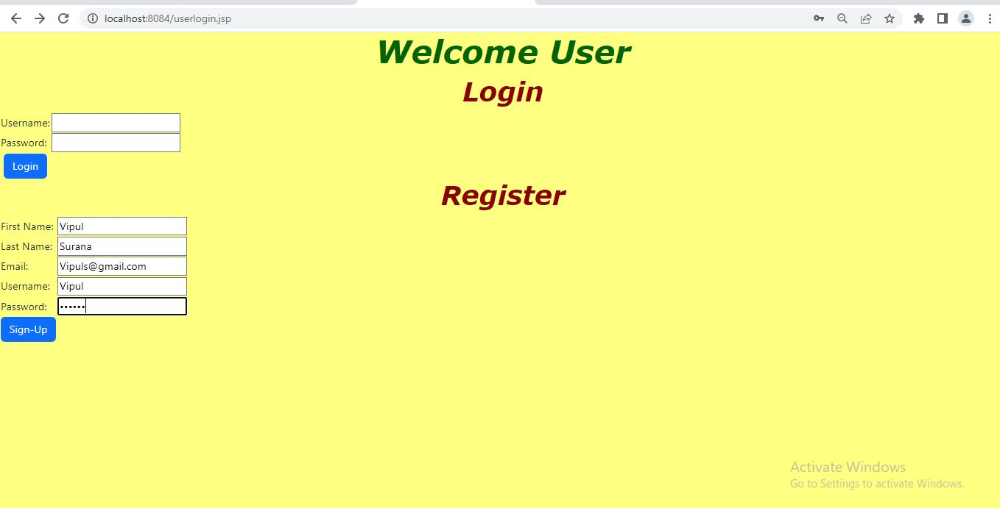 localhost:8084/userlogin.jsp
Welcome User
Login
Username:
Password:
Login
Register
First Name: Vipul
Last Name: Surana
Email: Vipuls@gmail.com
Username: Vipul
Password: ••••••
Sign-Up
Activate Windows
Go to Settings to activate Windows.